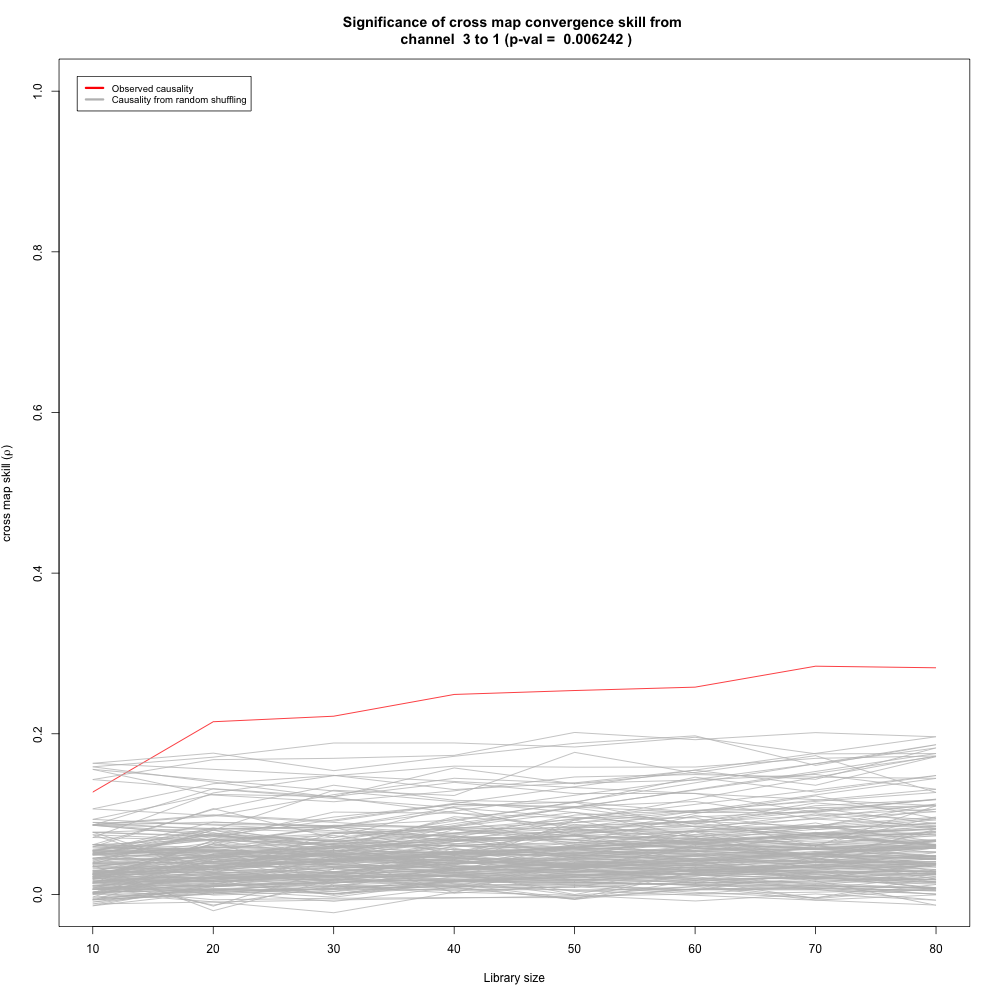 Significance of cross map convergence skill from
channel  3 to 1 (p-val =  0.006242 )
Observed causality
Causality from random shuffling
1.0
0.8
0.6
0.4
0.2
0.0
cross map skill (ρ)
10 20 30 40 50 60 70 80
Library size